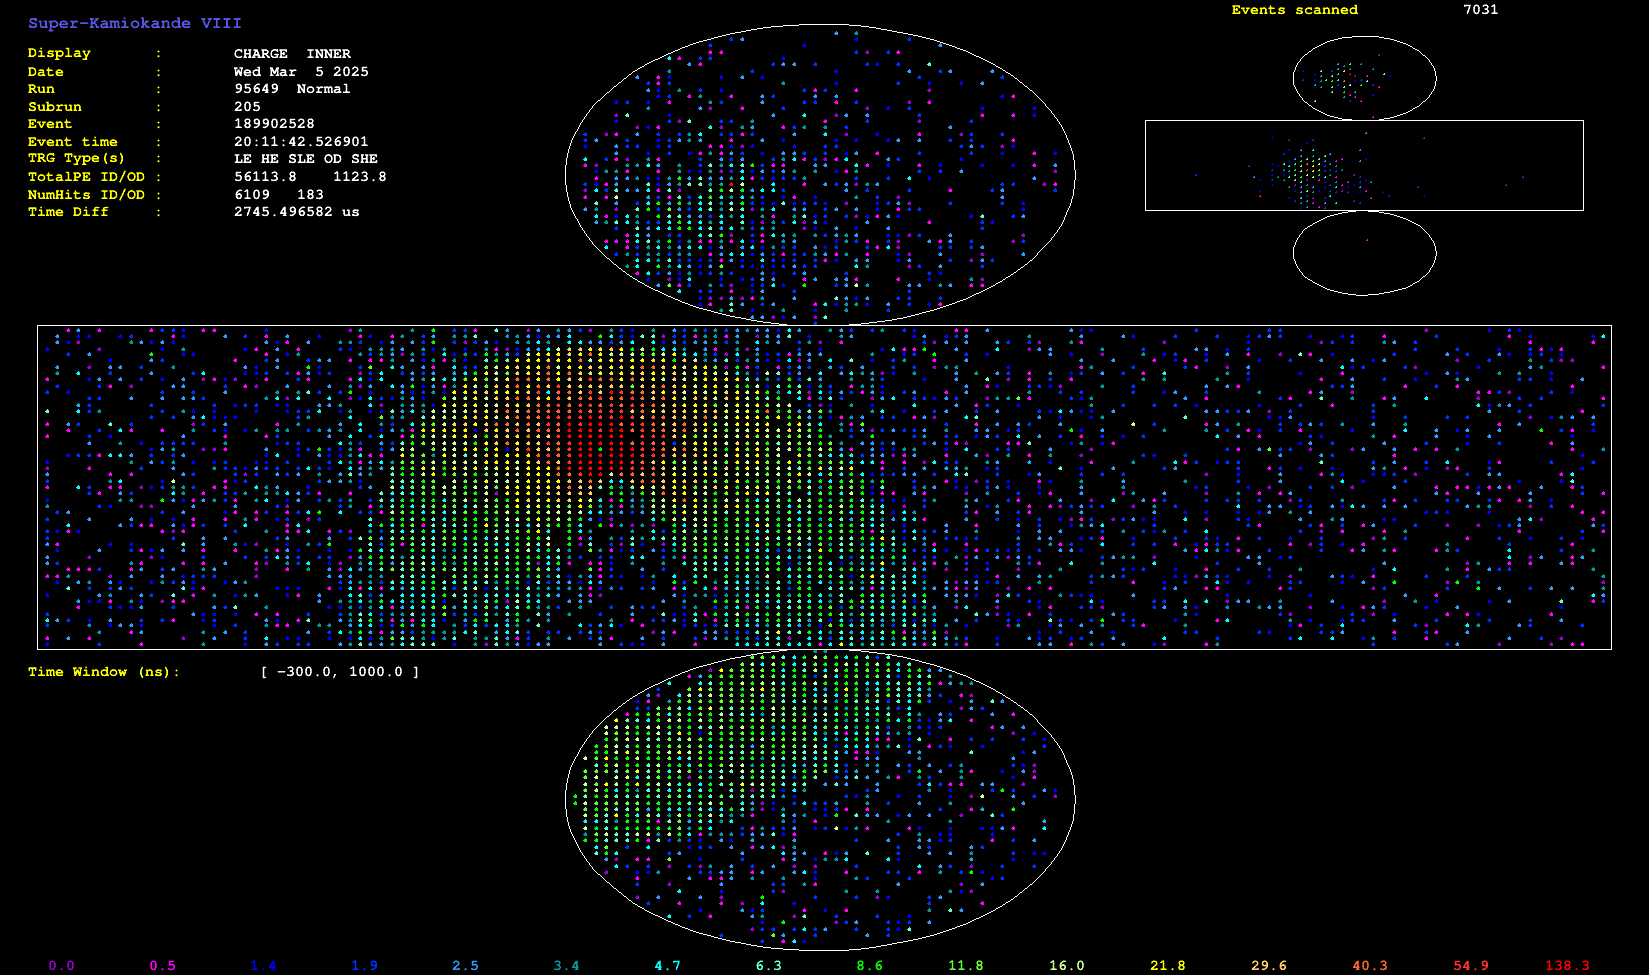 Super-Kamiokande VIII
Events scanned 7031
Display : CHARGE INNER
Date : Wed Mar 5 2025
Run : 95649 Normal
Subrun : 205
Event : 189902528
Event time : 20:11:42.526901
TRG Type(s) : LE HE SLE OD SHE
TotalPE ID/OD : 56113.8 1123.8
NumHits ID/OD : 6109 183
Time Diff : 2745.496582 us
Time Window (ns): [ -300.0, 1000.0 ]
0.0 0.5 1.4 1.9 2.5 3.4 4.7 6.3 8.6 11.8 16.0 21.8 29.6 40.3 54.9 138.3